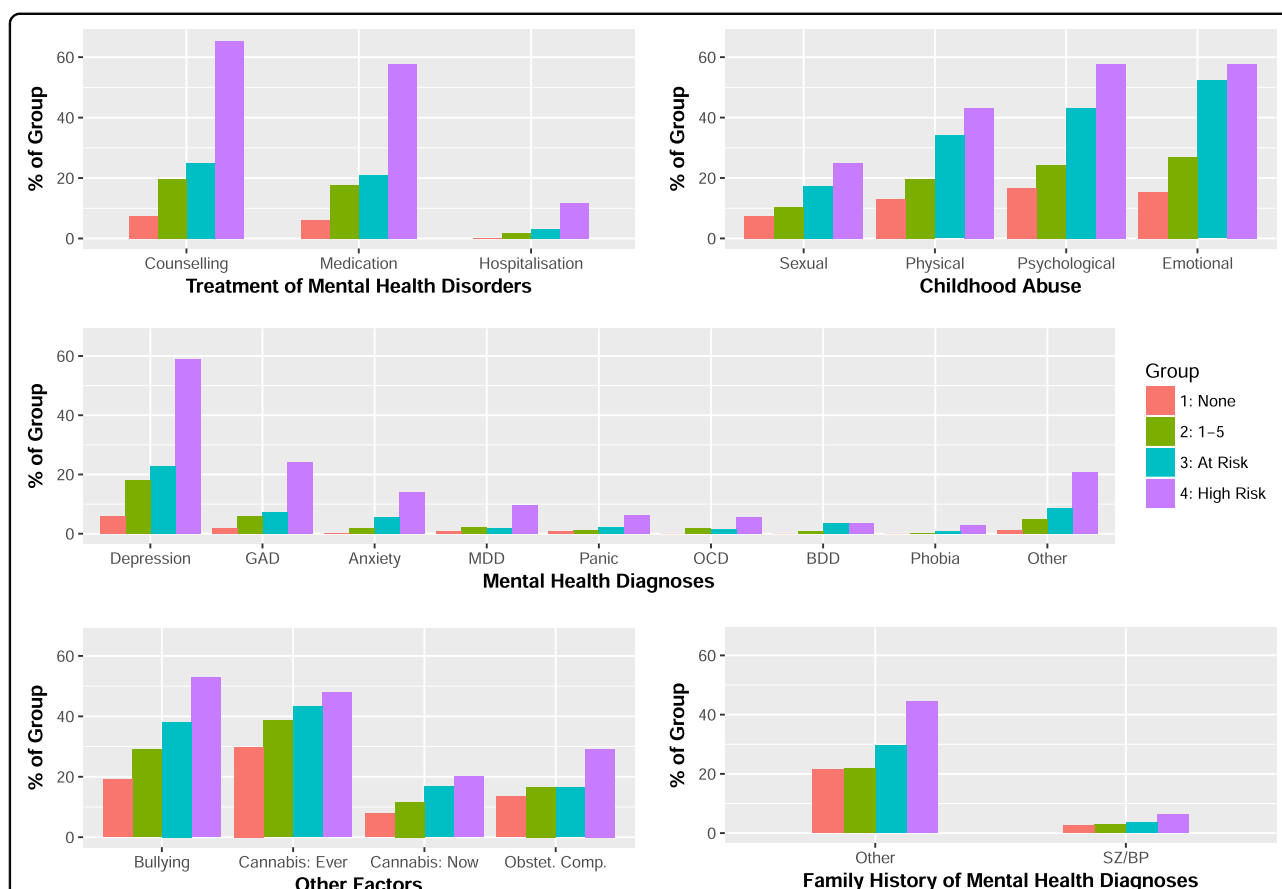 60
40
20
0
% of Group
Counselling Medication Hospitalisation
Treatment of Mental Health Disorders
60
40
20
0
% of Group
Sexual Physical Psychological Emotional
Childhood Abuse
60
40
20
0
% of Group
Depression GAD Anxiety MDD Panic OCD BDD Phobia Other
Mental Health Diagnoses
Group
1: None
2: 1–5
3: At Risk
4: High Risk
60
40
20
0
% of Group
Bullying Cannabis: Ever Cannabis: Now Obstet. Comp.
Other Factors
60
40
20
0
% of Group
Other SZ/BP
Family History of Mental Health Diagnoses